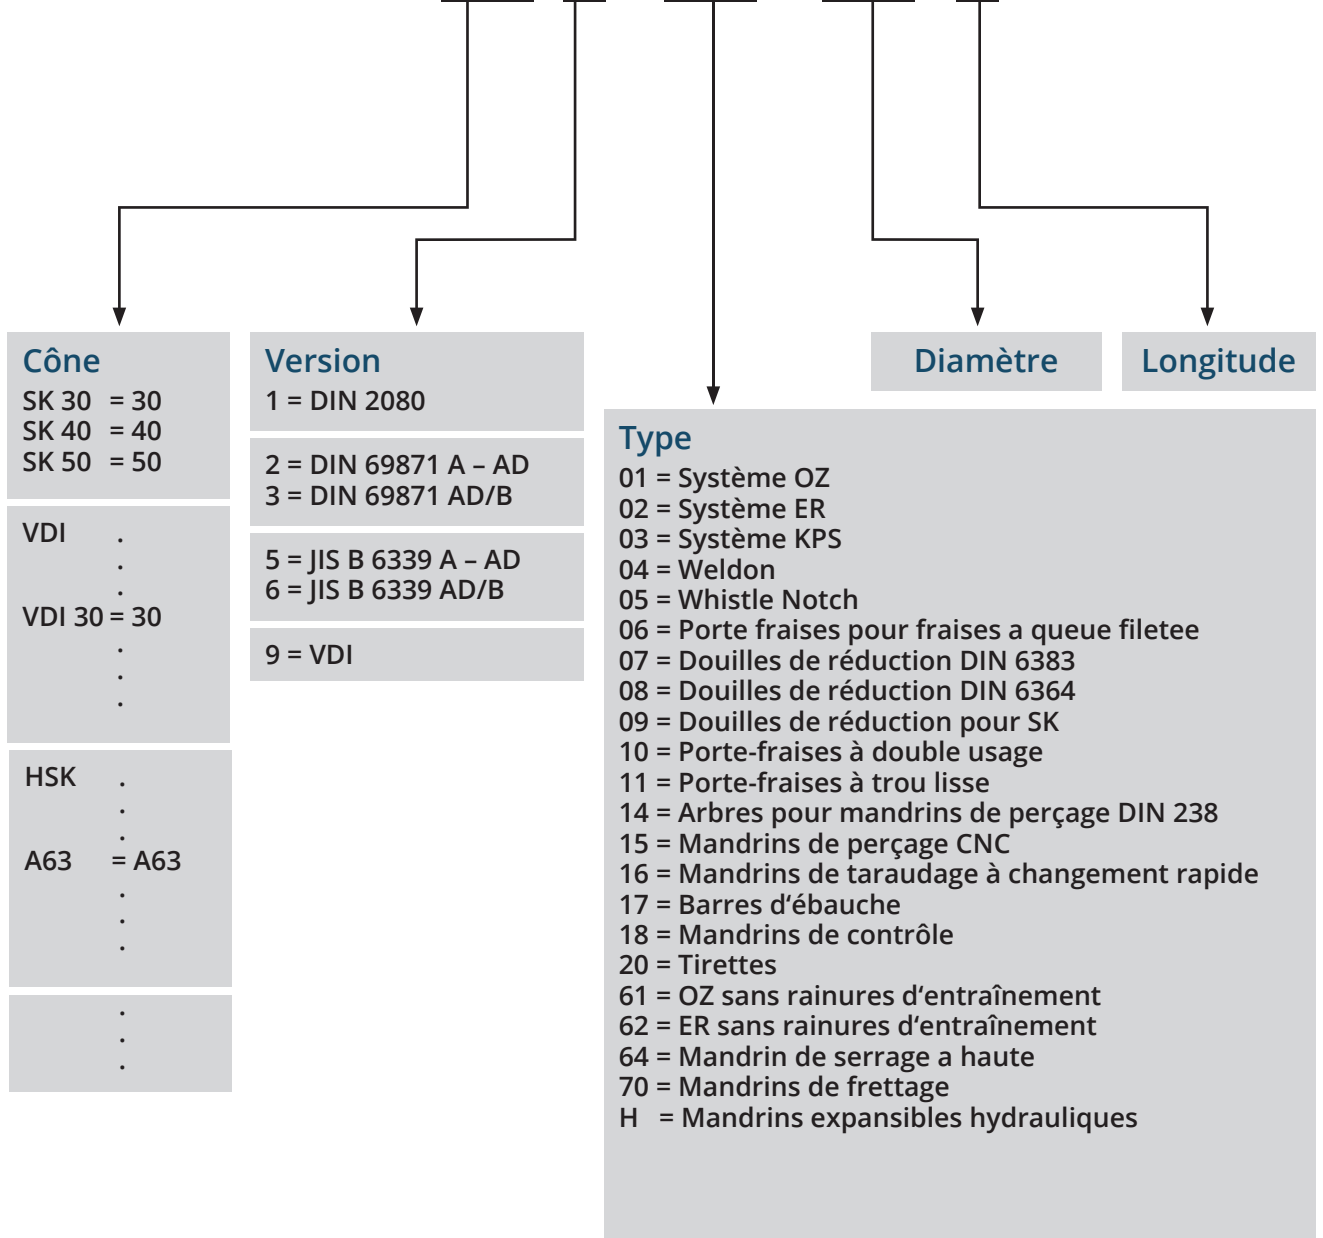 Cône
SK 30 = 30
SK 40 = 40
SK 50 = 50
VDI .
.
.
VDI 30 = 30
.
.
.
HSK .
.
.
A63 = A63
.
.
.
.
.
.
Version
1 = DIN 2080
2 = DIN 69871 A – AD
3 = DIN 69871 AD/B
5 = JIS B 6339 A – AD
6 = JIS B 6339 AD/B
9 = VDI
Type
01 = Système OZ
02 = Système ER
03 = Système KPS
04 = Weldon
05 = Whistle Notch
06 = Porte fraises pour fraises a queue filetee
07 = Douilles de réduction DIN 6383
08 = Douilles de réduction DIN 6364
09 = Douilles de réduction pour SK
10 = Porte-fraises à double usage
11 = Porte-fraises à trou lisse
14 = Arbres pour mandrins de perçage DIN 238
15 = Mandrins de perçage CNC
16 = Mandrins de taraudage à changement rapide
17 = Barres d‘ébauche
18 = Mandrins de contrôle
20 = Tirettes
61 = OZ sans rainures d‘entraînement
62 = ER sans rainures d‘entraînement
64 = Mandrin de serrage a haute
70 = Mandrins de frettage
H = Mandrins expansibles hydrauliques
Diamètre
Longitude